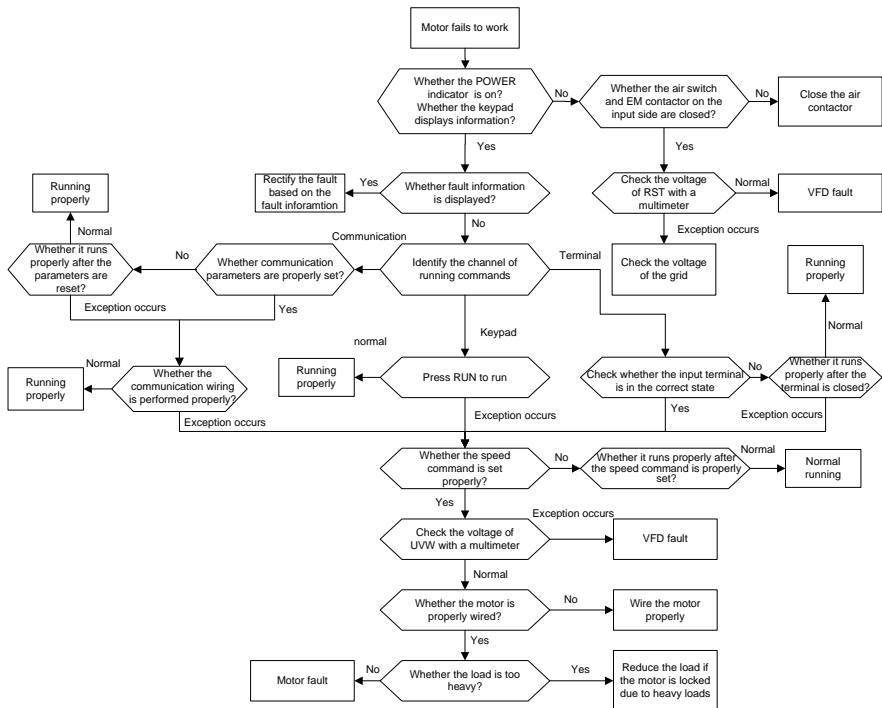 Motor fails to work
Whether the POWER
indicator is on?
Whether the keypad
displays information?
No
Whether the air switch
and EM contactor on the
input side are closed?
No
Close the air
contactor
Yes
Yes
Rectify the fault
based on the
fault inforamtion
Yes
Whether fault information
is displayed?
Check the voltage
of RST with a
multimeter
Normal
VFD fault
Running
properly
Normal
No
Exception occurs
Communication
Terminal
Whether it runs
properly after the
parameters are
reset?
No
Whether communication
parameters are properly set?
Identify the channel of
running commands
Check the voltage
of the grid
Running
properly
Exception occurs
Yes
Keypad
Normal
normal
Running
properly
Normal
Whether the
communication wiring
is performed properly?
Running
properly
Press RUN to run
Check whether the input terminal
is in the correct state
No
Whether it runs
properly after the
terminal is closed?
Exception occurs
Exception occurs
Yes
Exception occurs
Whether the speed
command is set
properly?
No
Whether it runs properly after
the speed command is properly
set?
Normal
Normal
running
Yes
Exception occurs
Check the voltage of
UVW with a multimeter
VFD fault
Normal
Whether the motor is
properly wired?
No
Wire the motor
properly
Yes
Motor fault
No
Whether the load is too
heavy?
Yes
Reduce the load if
the motor is locked
due to heavy loads